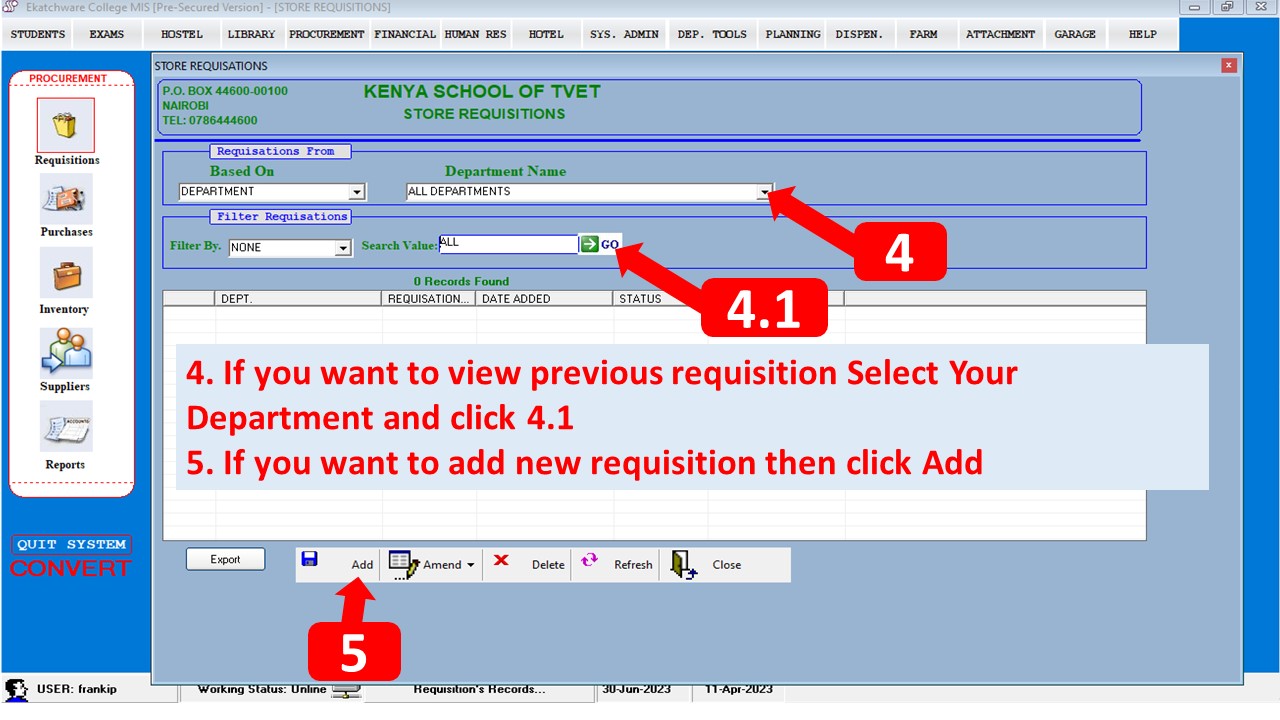 Ekatchware College MIS [Pre-Secured Version] - [STORE REQUISITIONS]
STUDENTS EXAMS HOSTEL LIBRARY PROCUREMENT FINANCIAL HUMAN RES HOTEL SYS. ADMIN DEP. TOOLS PLANNING DISPEN. FARM ATTACHMENT GARAGE HELP
STORE REQUISATIONS
PROCUREMENT
P.O. BOX 44600-00100
KENYA SCHOOL OF TVET
NAIROBI
STORE REQUISITIONS
TEL: 0786444600
Requisations From
Requisitions
Based On Department Name
DEPARTMENT ALL DEPARTMENTS
Filter Requisations
4
Purchases
Filter By. NONE Search Value: ALL GO
0 Records Found
DEPT. REQUISATION... DATE ADDED STATUS
4.1
Inventory
4. If you want to view previous requisition Select Your
Department and click 4.1
5. If you want to add new requisition then click Add
Suppliers
ACCOUNTS
Reports
QUIT SYSTEM
CONVERT
Export Add Amend Delete Refresh Close
5
USER: frankip Working Status: Online Requisition's Records... 30-Jun-2023 11-Apr-2023